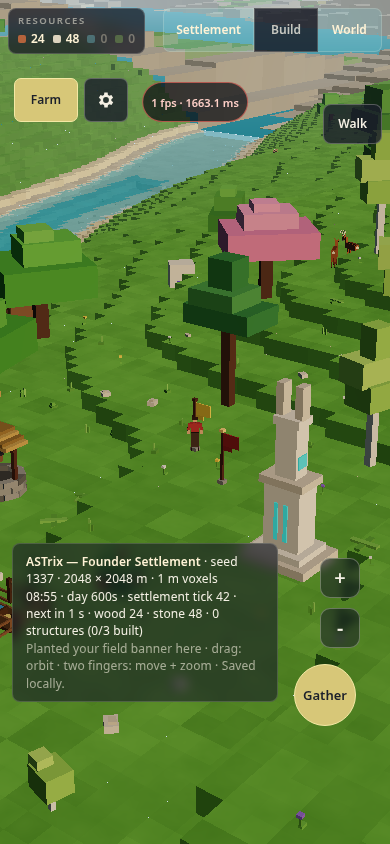 RESOURCES
24 48 0 0
Settlement Build World
Farm
1 fps · 1663.1 ms
Walk
ASTrix — Founder Settlement · seed
1337 · 2048 × 2048 m · 1 m voxels
08:55 · day 600s · settlement tick 42 ·
next in 1 s · wood 24 · stone 48 · 0
structures (0/3 built)
Planted your field banner here · drag:
orbit · two fingers: move + zoom · Saved
locally.
+
-
Gather